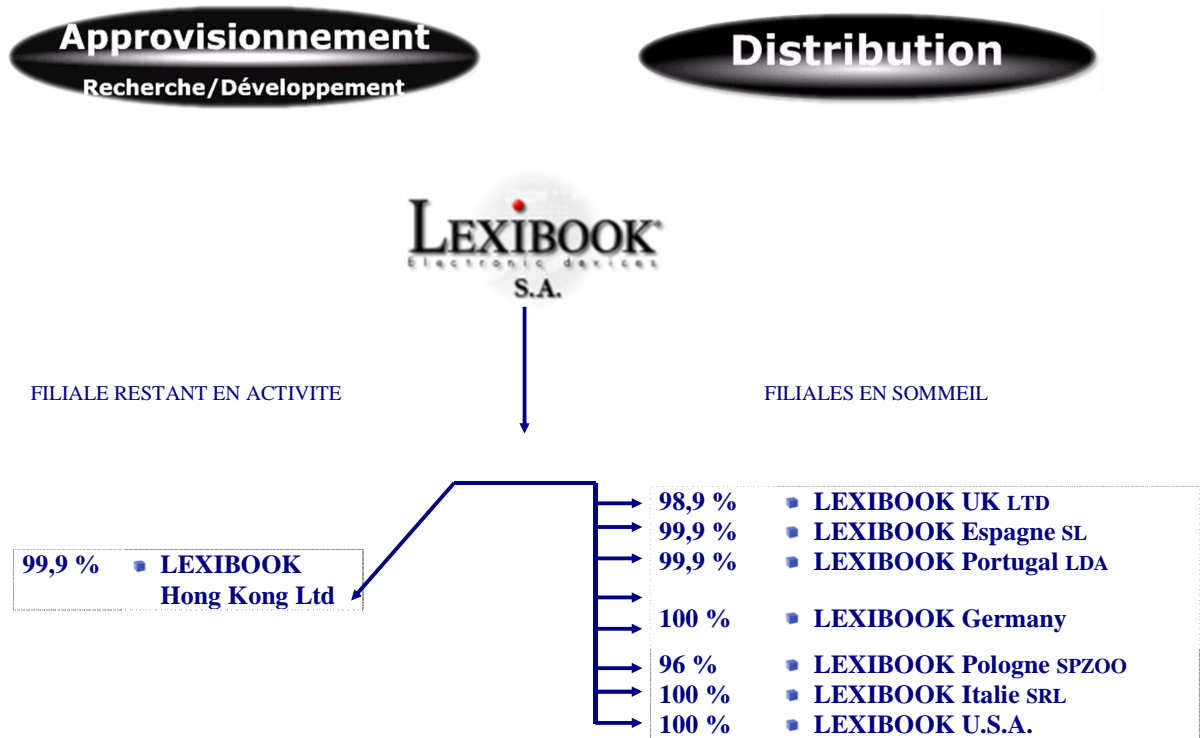 Approvisionnement
Recherche/Développement
Distribution
LEXIBOOK
Electronic devices
S.A.
FILIALE RESTANT EN ACTIVITE
FILIALES EN SOMMEIL
99,9 % LEXIBOOK
Hong Kong Ltd
98,9 % LEXIBOOK UK LTD
99,9 % LEXIBOOK Espagne SL
99,9 % LEXIBOOK Portugal LDA
100 % LEXIBOOK Germany
96 % LEXIBOOK Pologne SPZOO
100 % LEXIBOOK Italie SRL
100 % LEXIBOOK U.S.A.